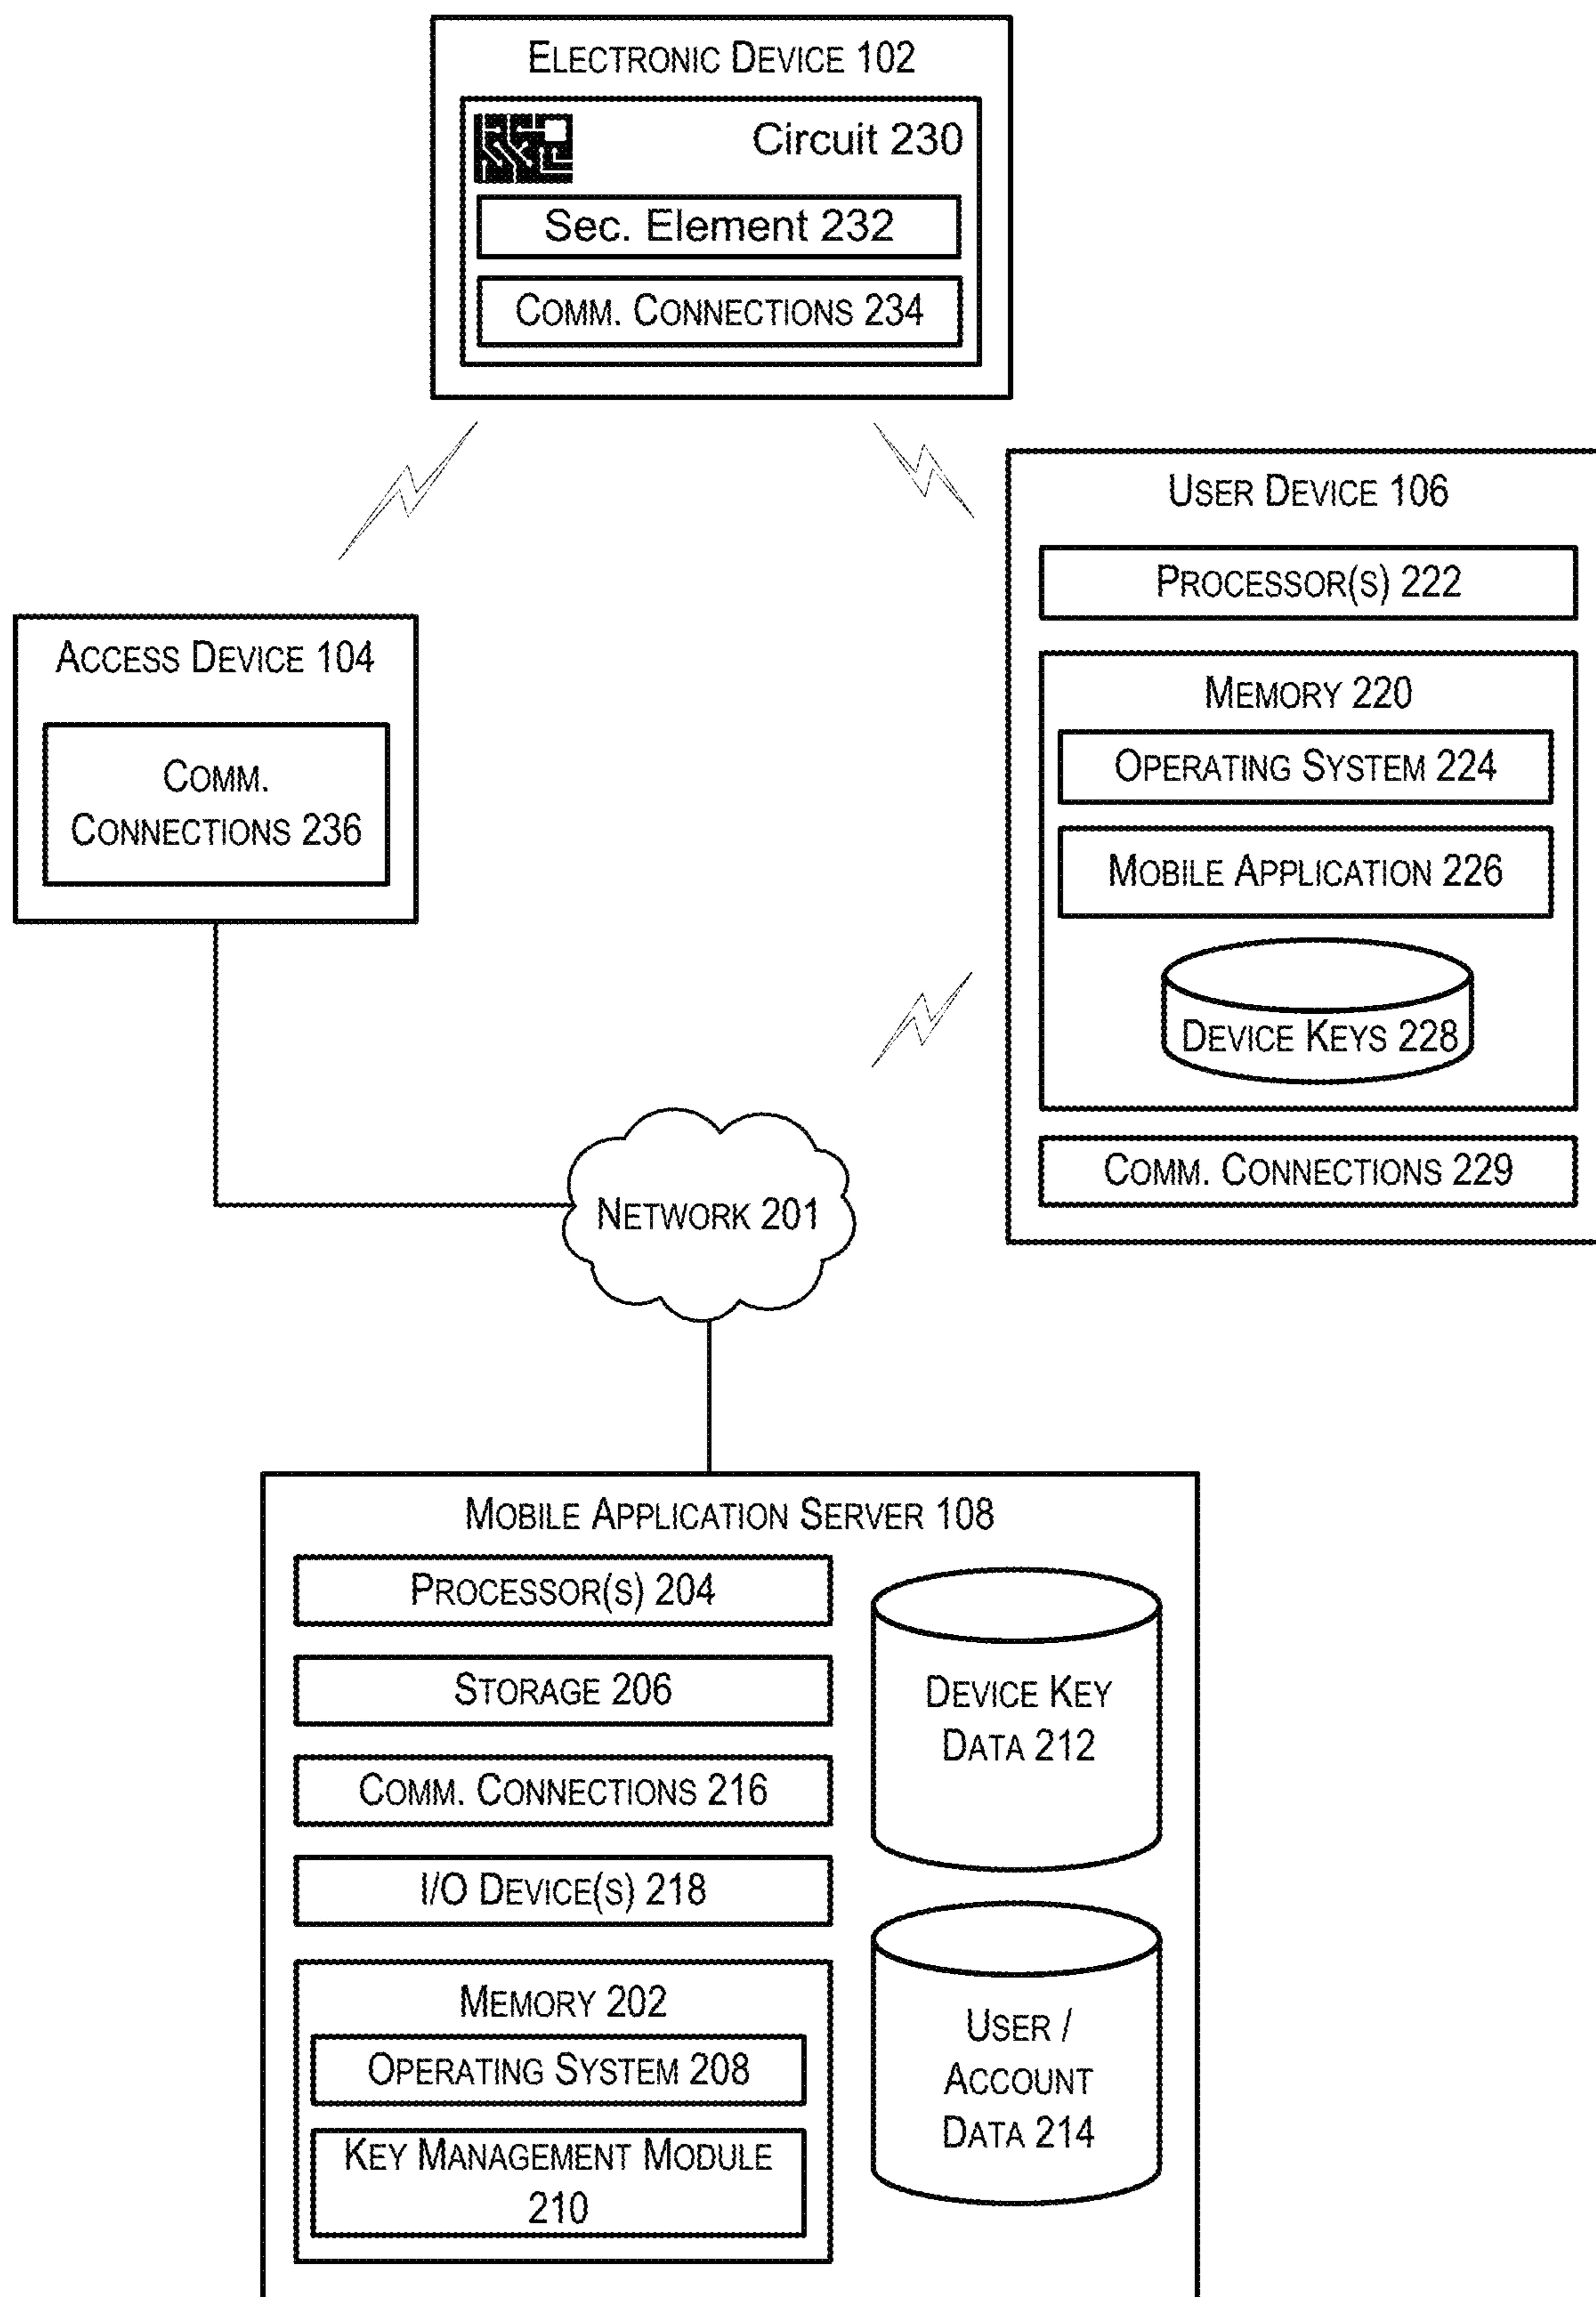 ELECTRONIC DEVICE 102
Circuit 230
Sec. Element 232
COMM. CONNECTIONS 234
USER DEVICE 106
PROCESSOR(S) 222
MEMORY 220
OPERATING SYSTEM 224
MOBILE APPLICATION 226
DEVICE KEYS 228
COMM. CONNECTIONS 229
ACCESS DEVICE 104
COMM.
CONNECTIONS 236
NETWORK 201
MOBILE APPLICATION SERVER 108
PROCESSOR(S) 204
STORAGE 206
COMM. CONNECTIONS 216
I/O DEVICE(S) 218
MEMORY 202
OPERATING SYSTEM 208
KEY MANAGEMENT MODULE
210
DEVICE KEY
DATA 212
USER /
ACCOUNT
DATA 214